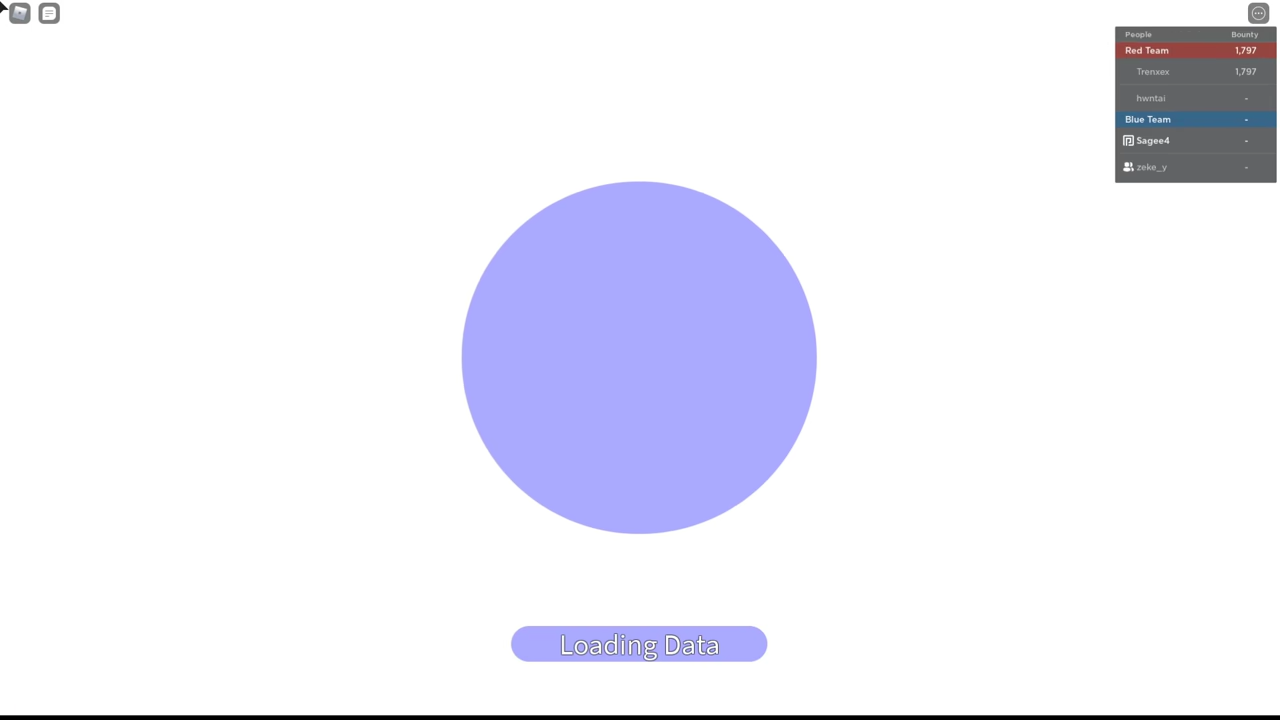 People Bounty
Red Team 1,797
Trenxex 1,797
hwntai -
Blue Team -
Sagee4 -
zeke_y -
Loading Data